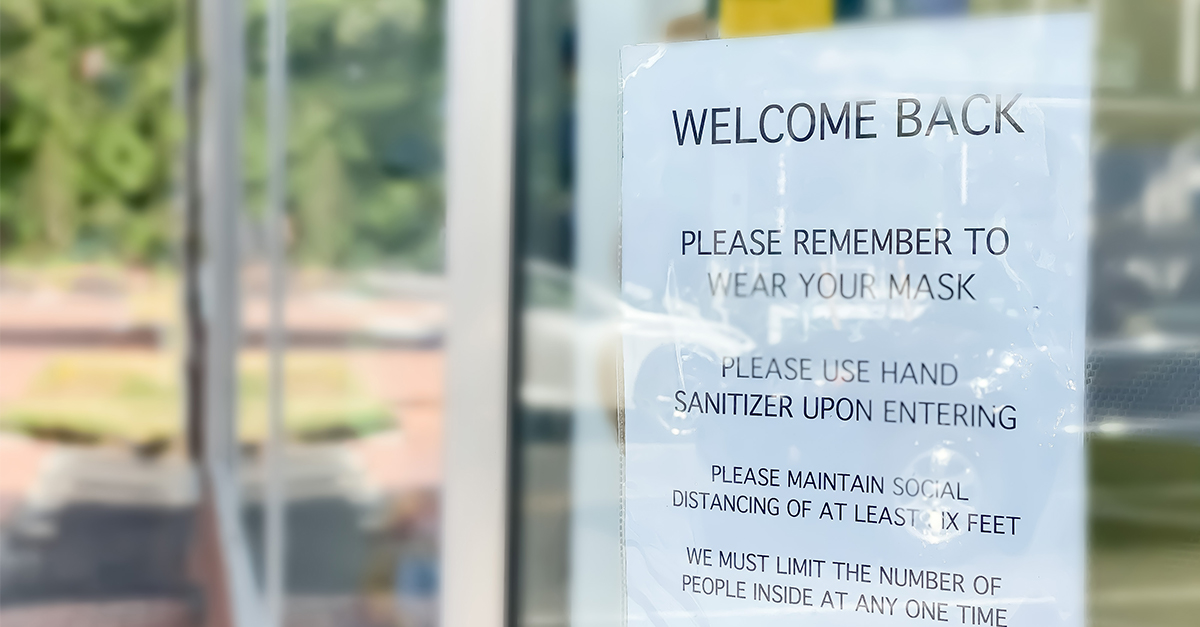 WELCOME BACK
PLEASE REMEMBER TO
WEAR YOUR MASK
PLEASE USE HAND
SANITIZER UPON ENTERING
PLEASE MAINTAIN SOCIAL
DISTANCING OF AT LEAST SIX FEET
WE MUST LIMIT THE NUMBER OF
PEOPLE INSIDE AT ANY ONE TIME